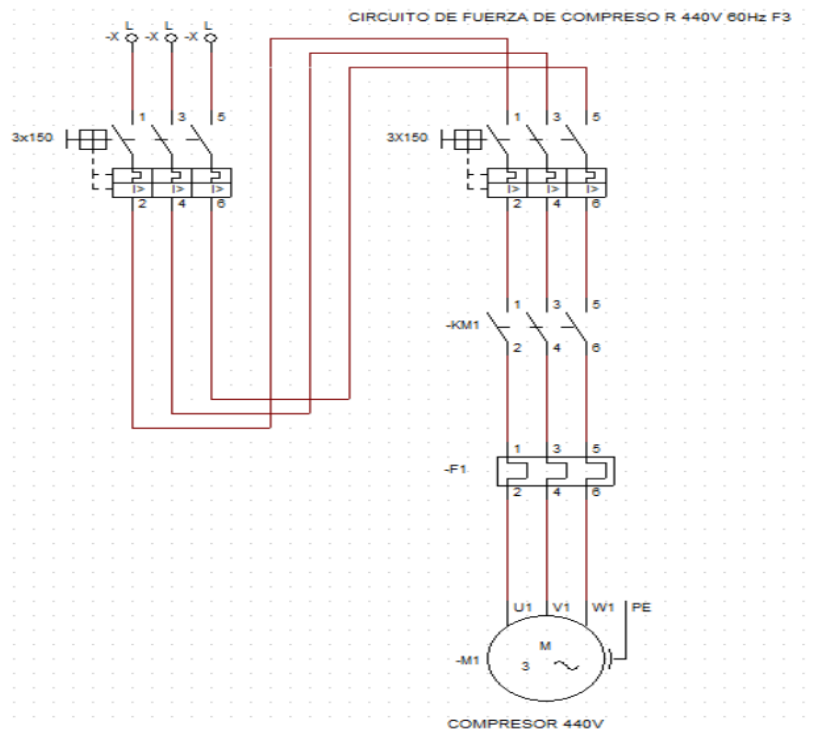 CIRCUITO DE FUERZA DE COMPRESO R 440V 60Hz F3
L L L
-X -X -X
1 3 5
3x150
I> I> I>
2 4 6
1 3 5
3X150
I> I> I>
2 4 6
1 3 5
-KM1
2 4 6
1 3 5
-F1
2 4 6
U1 V1 W1 PE
M
-M1
3
COMPRESOR 440V